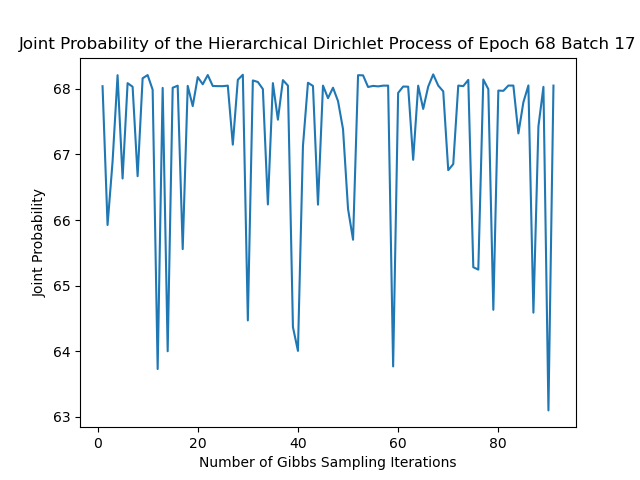 Joint Probability of the Hierarchical Dirichlet Process of Epoch 68 Batch 17
Joint Probability
68
67
66
65
64
63
0 20 40 60 80
Number of Gibbs Sampling Iterations